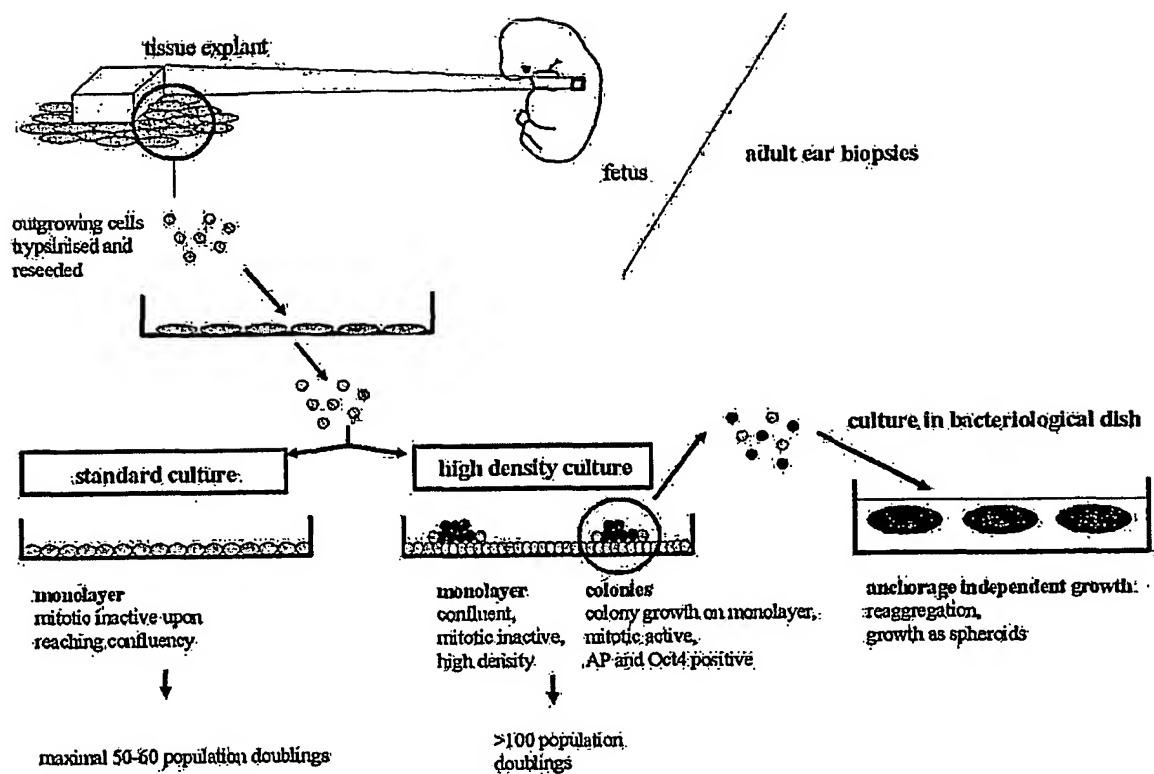 tissue explant
fetus
adult ear biopsies
outgrowing cells
trypsinised and
reseeded
standard culture
high density culture
culture in bacteriological dish
monolayer
mitotic inactive upon
reaching confluency
maximal 50-60 population doublings
monolayer
confluent,
mitotic inactive,
high density
>100 population
doublings
colonies
colony growth on monolayer,
mitotic active,
AP and Oct4 positive
anchorage independent growth:
reaggregation,
growth as spheroids